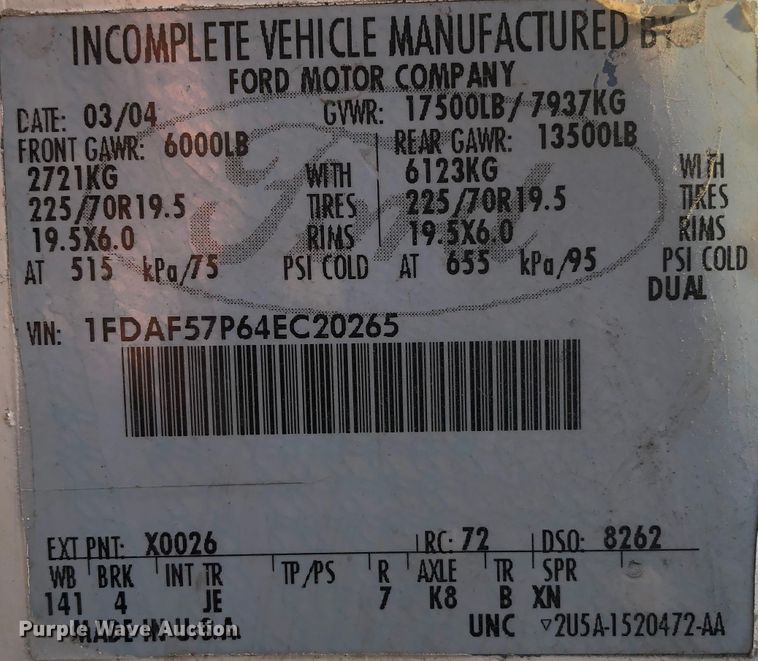 INCOMPLETE VEHICLE MANUFACTURED BY
FORD MOTOR COMPANY
DATE: 03/04 GVWR: 17500LB/7937KG
FRONT GAWR: 6000LB REAR GAWR: 13500LB
2721KG WITH 6123KG WITH
225/70R19.5 TIRES 225/70R19.5 TIRES
19.5X6.0 RIMS 19.5X6.0 RIMS
AT 515 kPa/75 PSI COLD AT 655 kPa/95 PSI COLD
DUAL
VIN: 1FDAF57P64EC20265
EXT PNT: X0026 RC: 72 DSO: 8262
WB BRK INT TR TP/PS R AXLE TR SPR
141 4 JE 7 K8 B XN
MADE IN U.S.A UNC ▽2U5A-1520472-AA
Purple Wave Auction
Ford